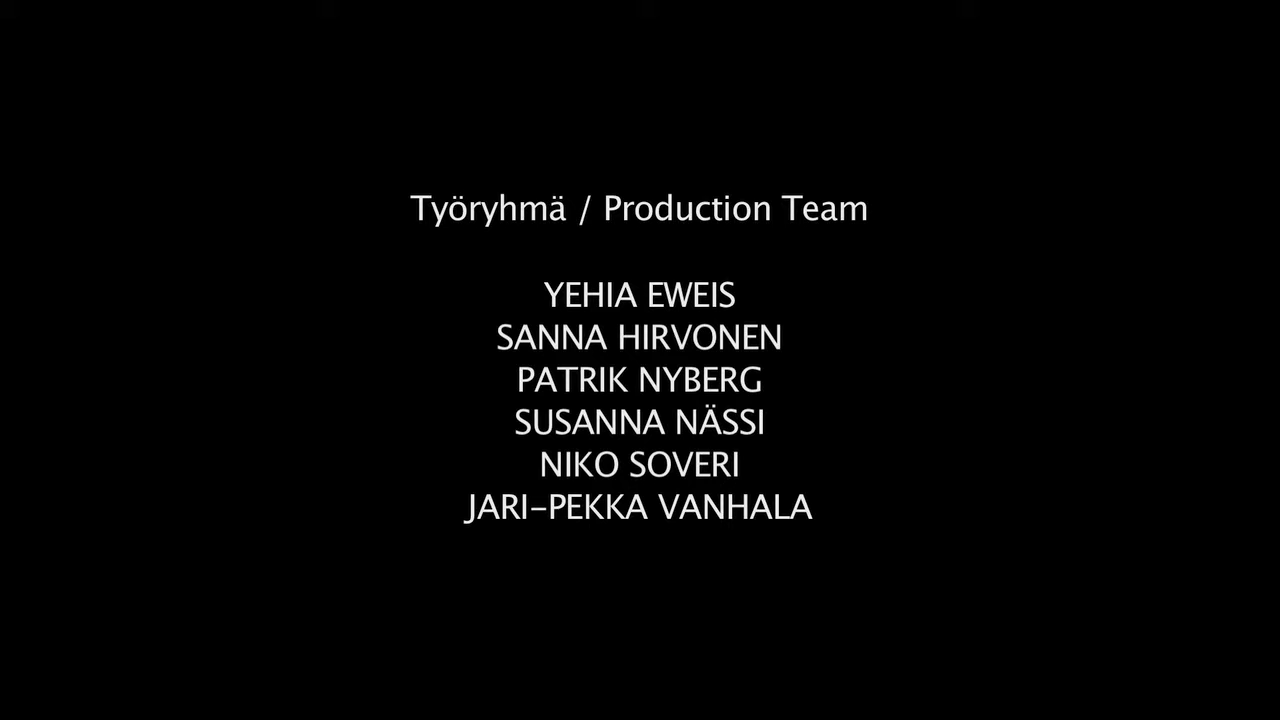 Työryhmä / Production Team
YEHIA EWEIS
SANNA HIRVONEN
PATRIK NYBERG
SUSANNA NÄSSI
NIKO SOVERI
JARI-PEKKA VANHALA